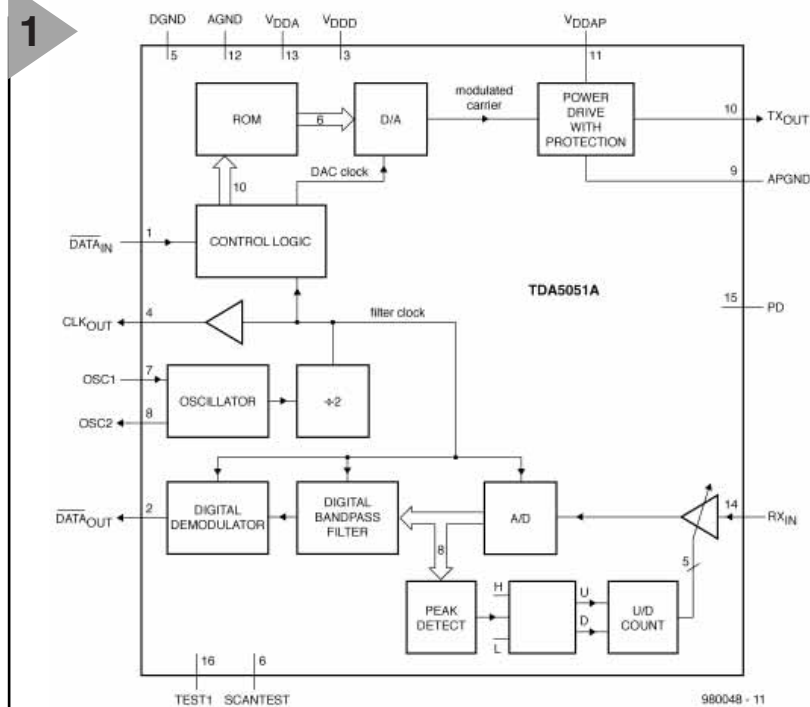 1
DGND AGND VDDA VDDD VDDAP
5 12 13 3 11
ROM
6
D/A
modulated
carrier
POWER
DRIVE
WITH
PROTECTION
10
TXOUT
9
APGND
10
DAC clock
DATAIN
1
CONTROL LOGIC
TDA5051A
15
PD
CLKOUT
4
filter clock
OSC1
7
OSCILLATOR
÷2
OSC2
8
DATAOUT
2
DIGITAL
DEMODULATOR
DIGITAL
BANDPASS
FILTER
A/D
14
RXIN
8
5
PEAK
DETECT
H
L
U
D
U/D
COUNT
16 6
TEST1 SCANTEST
980048 - 11